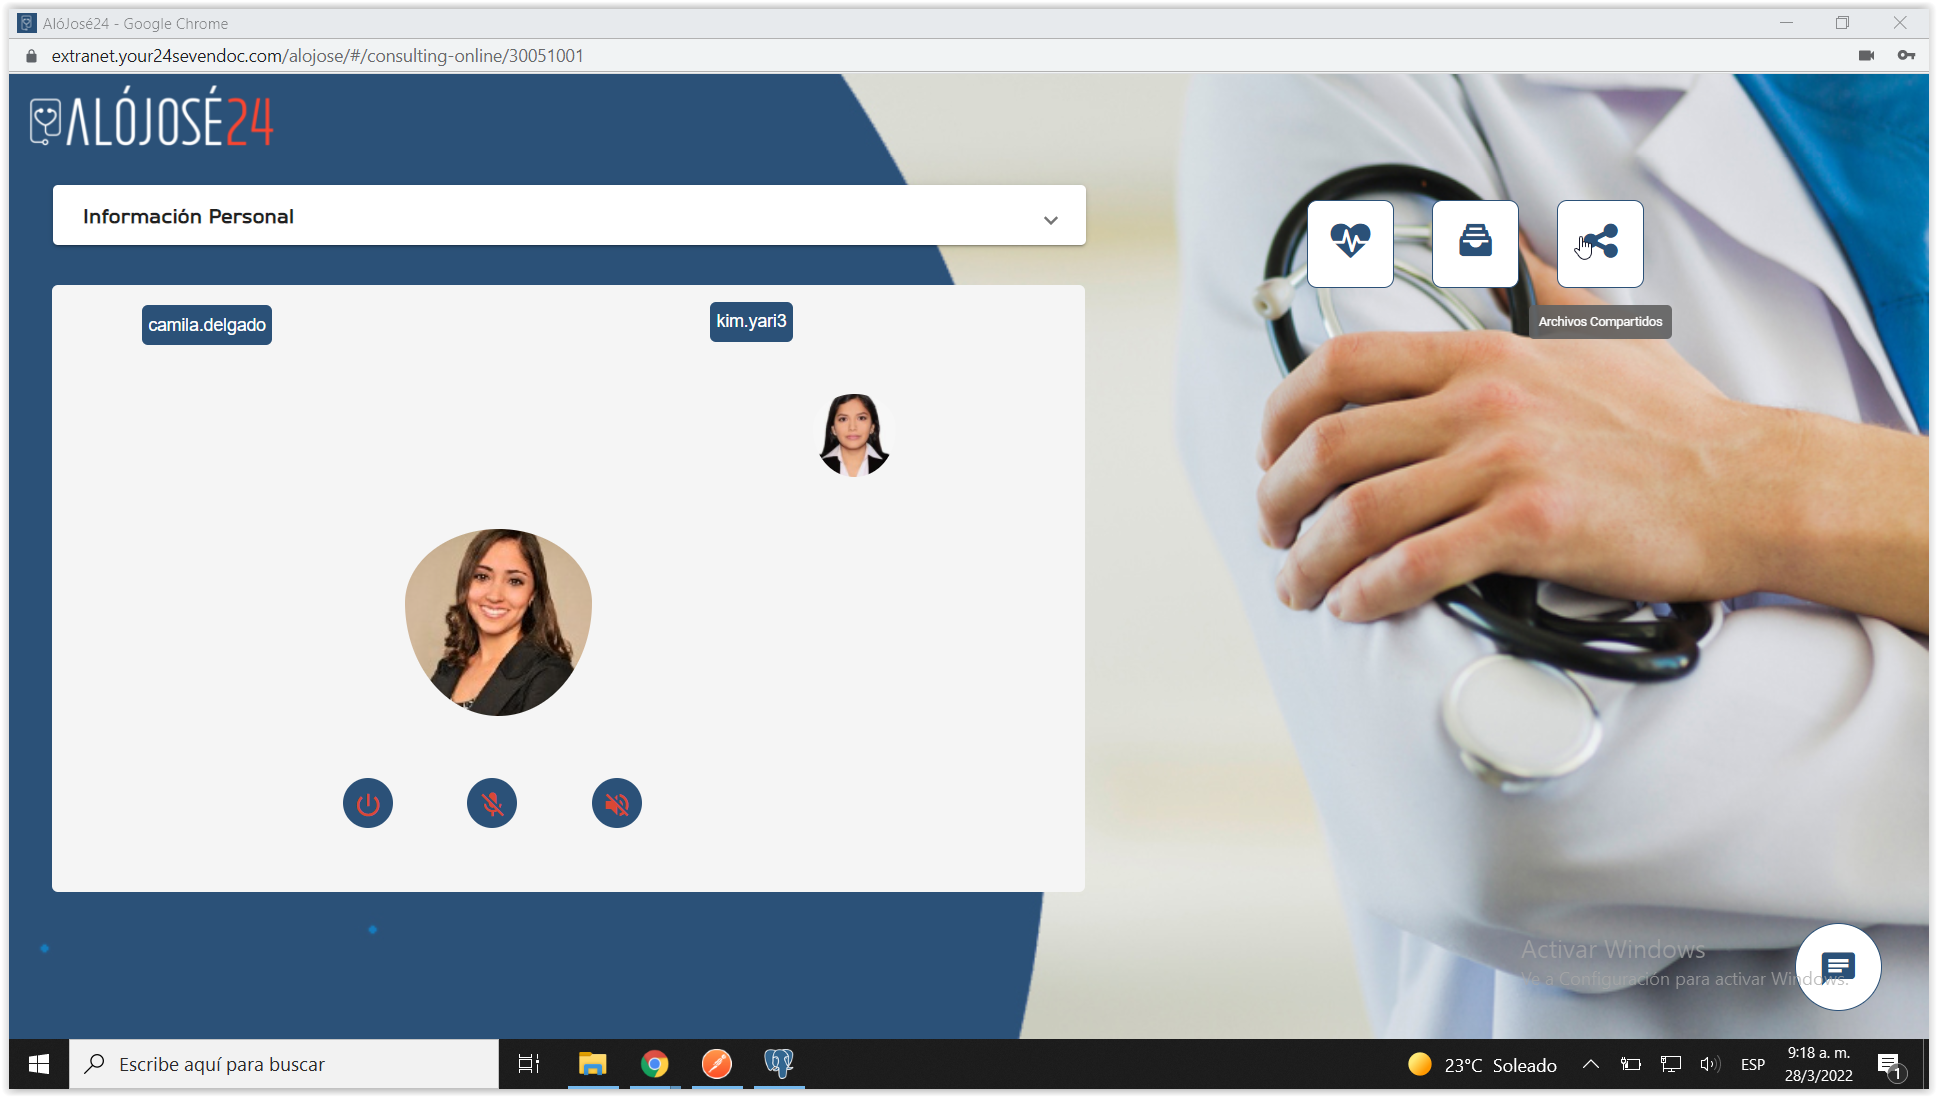 AlóJosé24 - Google Chrome
extranet.your24sevendoc.com/alojose/#/consulting-online/30051001
ALÓJOSÉ24
Información Personal
camila.delgado
kim.yari3
Archivos Compartidos
Activar Windows
Ve a Configuración para activar Windows.
Escribe aquí para buscar
23°C Soleado
ESP
9:18 a. m.
28/3/2022
1